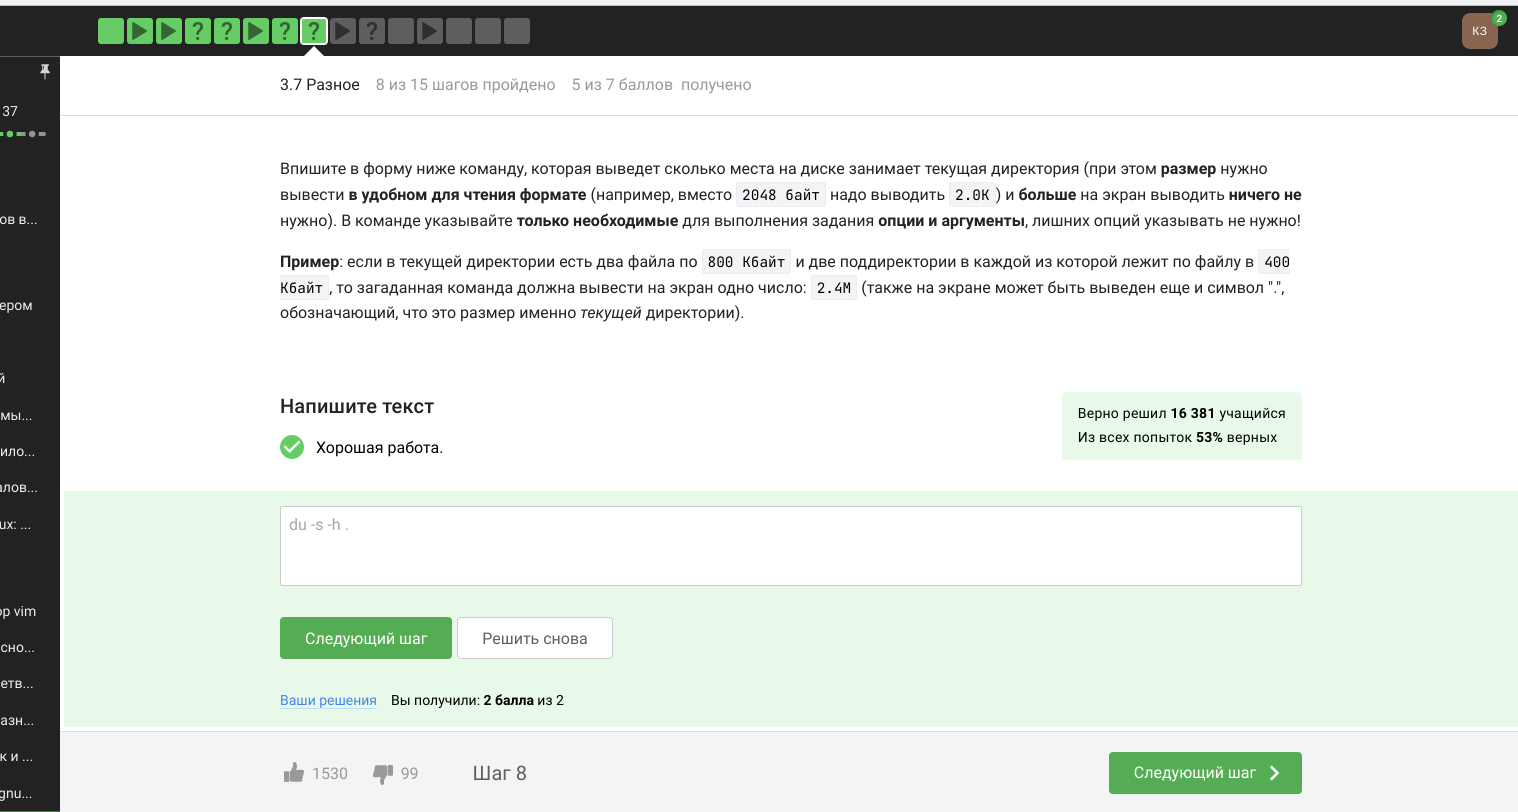 ? ? ? ? ?
КЗ
2
3.7 Разное 8 из 15 шагов пройдено 5 из 7 баллов получено
37
Впишите в форму ниже команду, которая выведет сколько места на диске занимает текущая директория (при этом размер нужно
вывести в удобном для чтения формате (например, вместо 2048 байт надо выводить 2.0K ) и больше на экран выводить ничего не
нужно). В команде указывайте только необходимые для выполнения задания опции и аргументы, лишних опций указывать не нужно!
ов в...
Пример: если в текущей директории есть два файла по 800 Кбайт и две поддиректории в каждой из которой лежит по файлу в 400
Кбайт , то загаданная команда должна вывести на экран одно число: 2.4M (также на экране может быть выведен еще и символ ".",
обозначающий, что это размер именно текущей директории).
ером
й
мы...
ило...
алов...
ux: ...
ор vim
сно...
етв...
азн...
к и ...
gnu...
Напишите текст
Хорошая работа.
Верно решил 16 381 учащийся
Из всех попыток 53% верных
du -s -h .
Следующий шаг Решить снова
Ваши решения Вы получили: 2 балла из 2
1530 99 Шаг 8 Следующий шаг